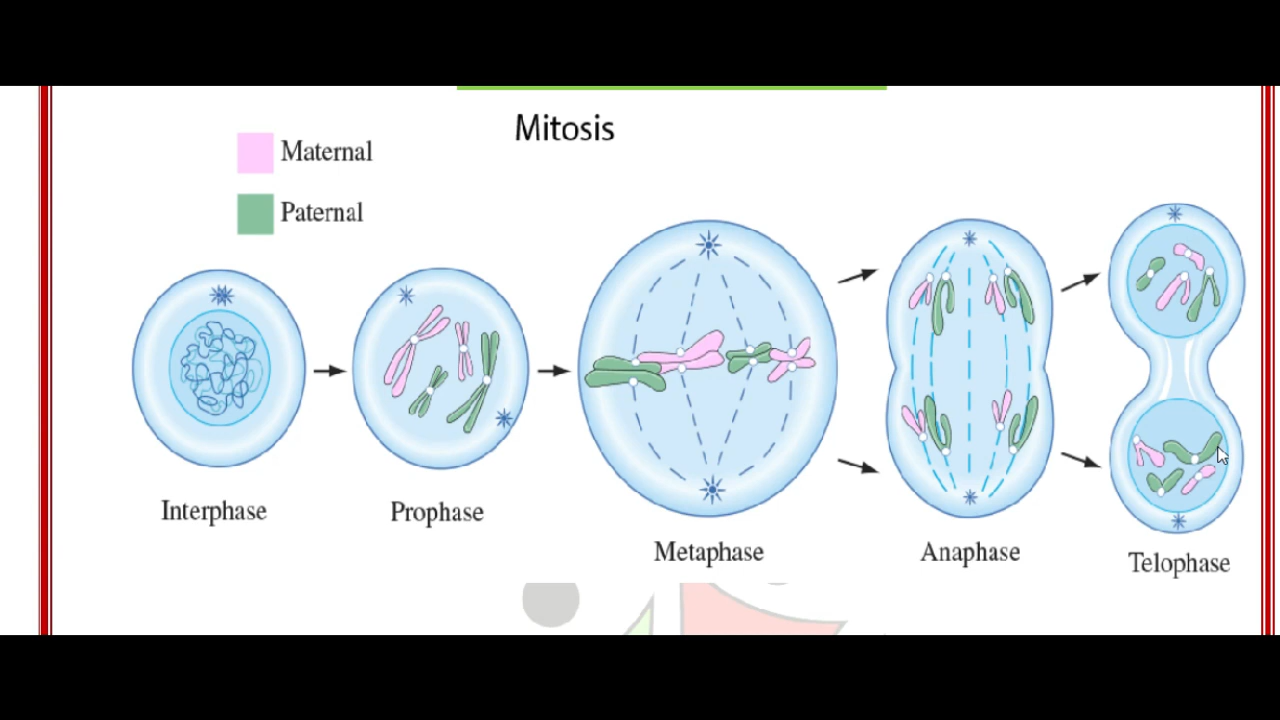 Mitosis
Maternal
Paternal
Interphase
Prophase
Metaphase
Anaphase
Telophase